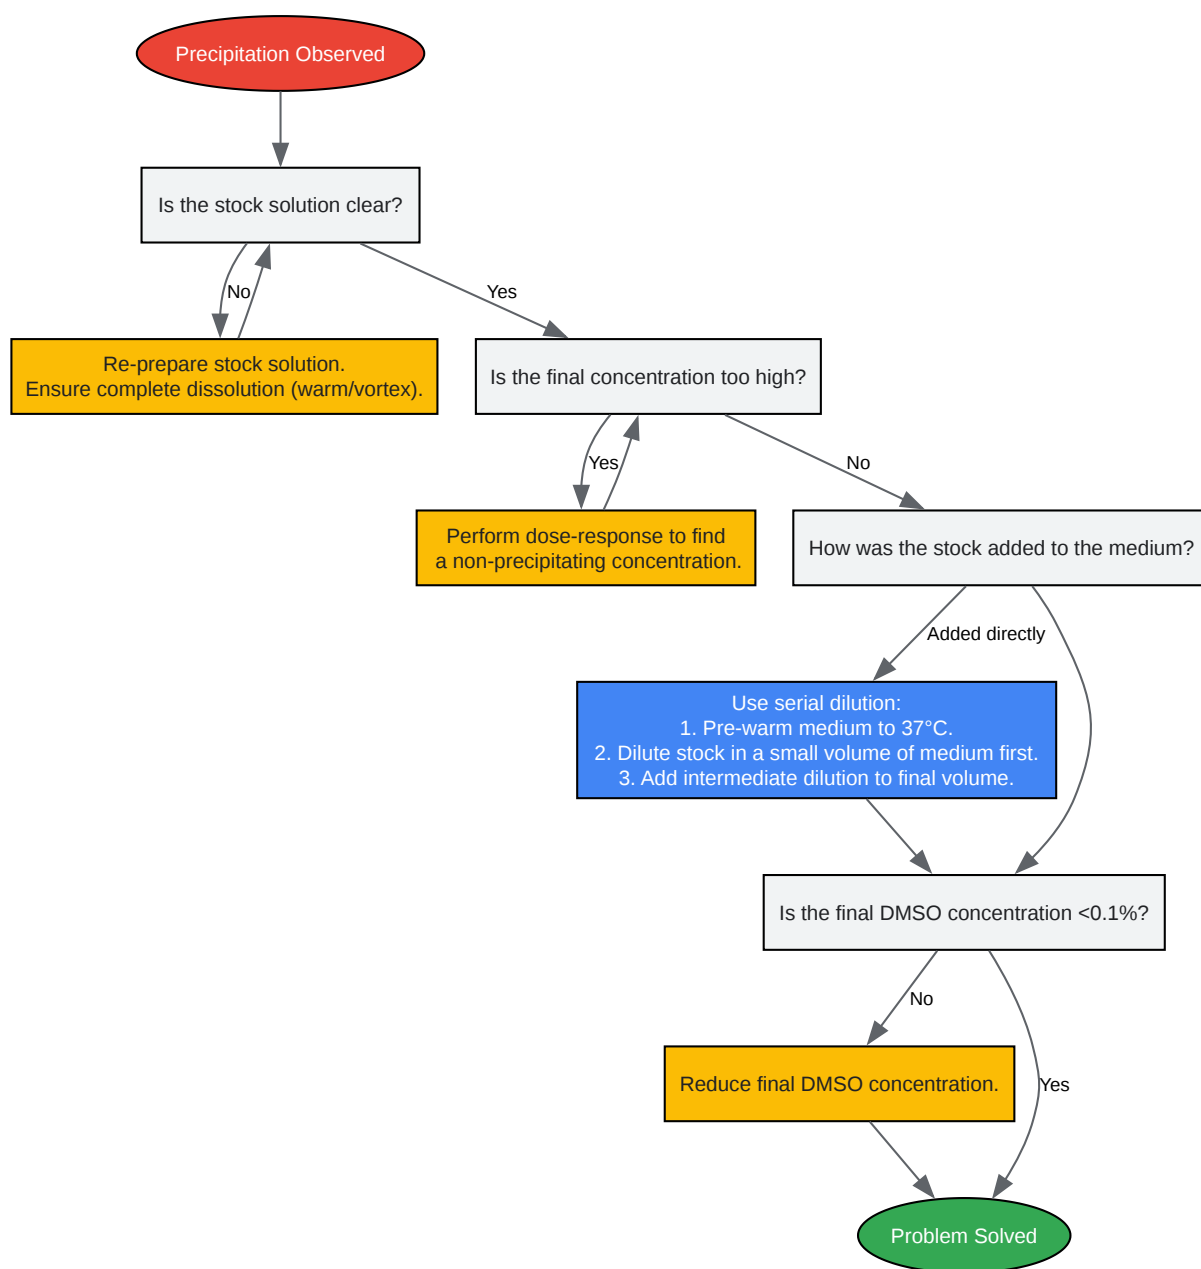 Precipitation Observed
Is the stock solution clear?
No
Yes
Re-prepare stock solution.
Ensure complete dissolution (warm/vortex).
Is the final concentration too high?
Yes
No
Perform dose-response to find
a non-precipitating concentration.
How was the stock added to the medium?
Added directly
Use serial dilution:
1. Pre-warm medium to 37°C.
2. Dilute stock in a small volume of medium first.
3. Add intermediate dilution to final volume.
Is the final DMSO concentration <0.1%?
No
Reduce final DMSO concentration.
Yes
Problem Solved